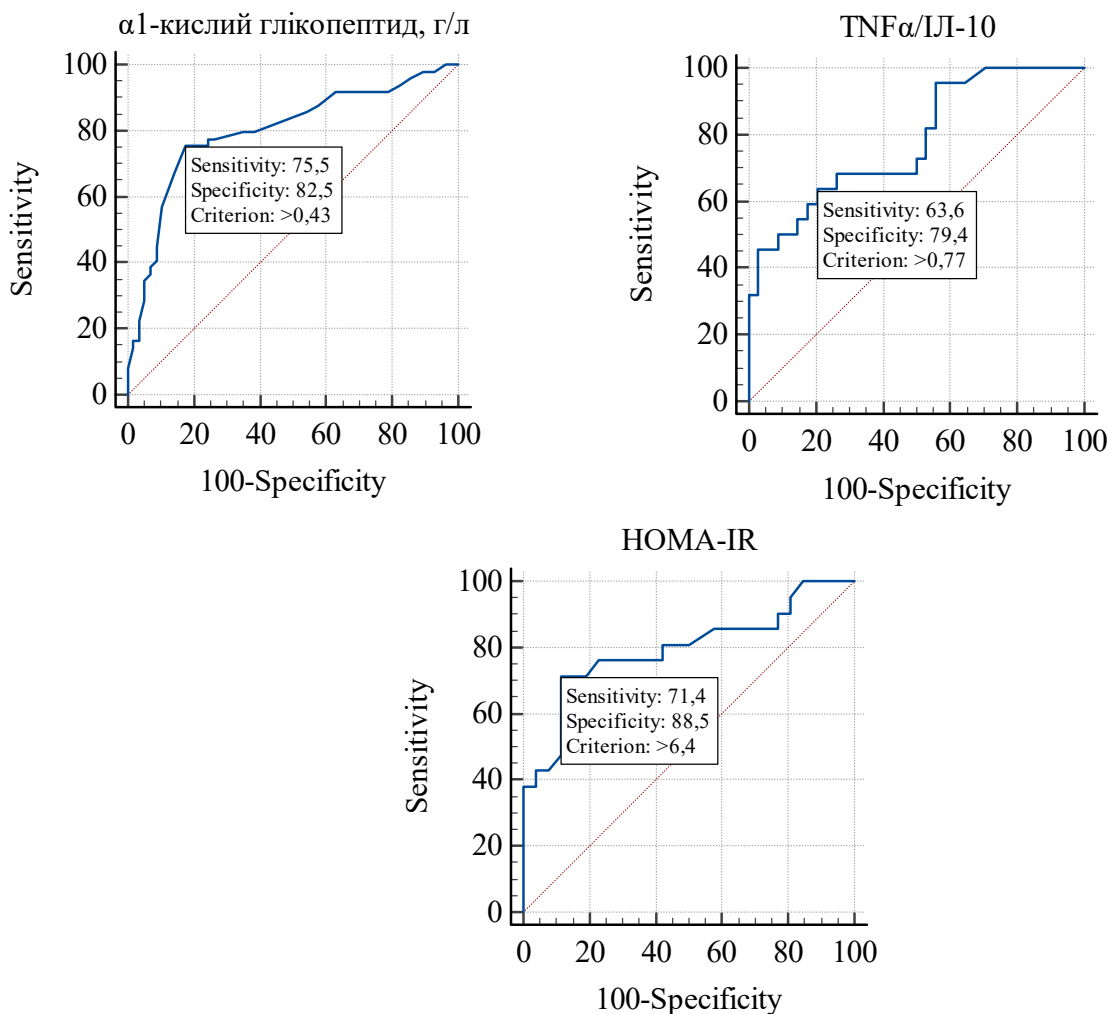 α1-кислий глікопептид, г/л
100
80
60
40
20
0
Sensitivity
Sensitivity: 75,5
Specificity: 82,5
Criterion: >0,43
0 20 40 60 80 100
100-Specificity
TNFα/ІЛ-10
100
80
60
40
20
0
Sensitivity
Sensitivity: 63,6
Specificity: 79,4
Criterion: >0,77
0 20 40 60 80 100
100-Specificity
HOMA-IR
100
80
60
40
20
0
Sensitivity
Sensitivity: 71,4
Specificity: 88,5
Criterion: >6,4
0 20 40 60 80 100
100-Specificity